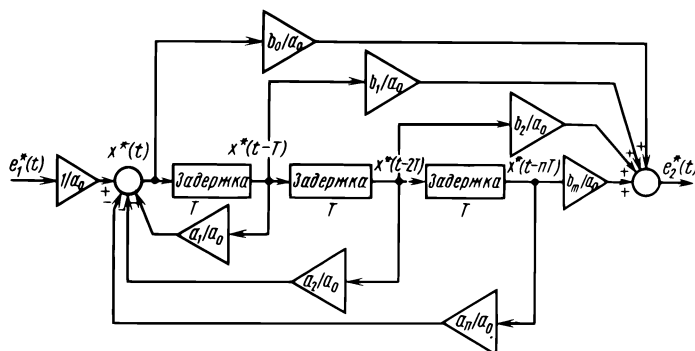 b₀/a₀
b₁/a₀
b₂/a₀
e₁*(t)
1/a₀
x*(t)
Задержка
T
x*(t-T)
Задержка
T
x*(t-2T)
Задержка
T
x*(t-nT)
bₘ/a₀
e₂*(t)
+
−
−
−
+
+
+
+
a₁/a₀
a₂/a₀
aₙ/a₀